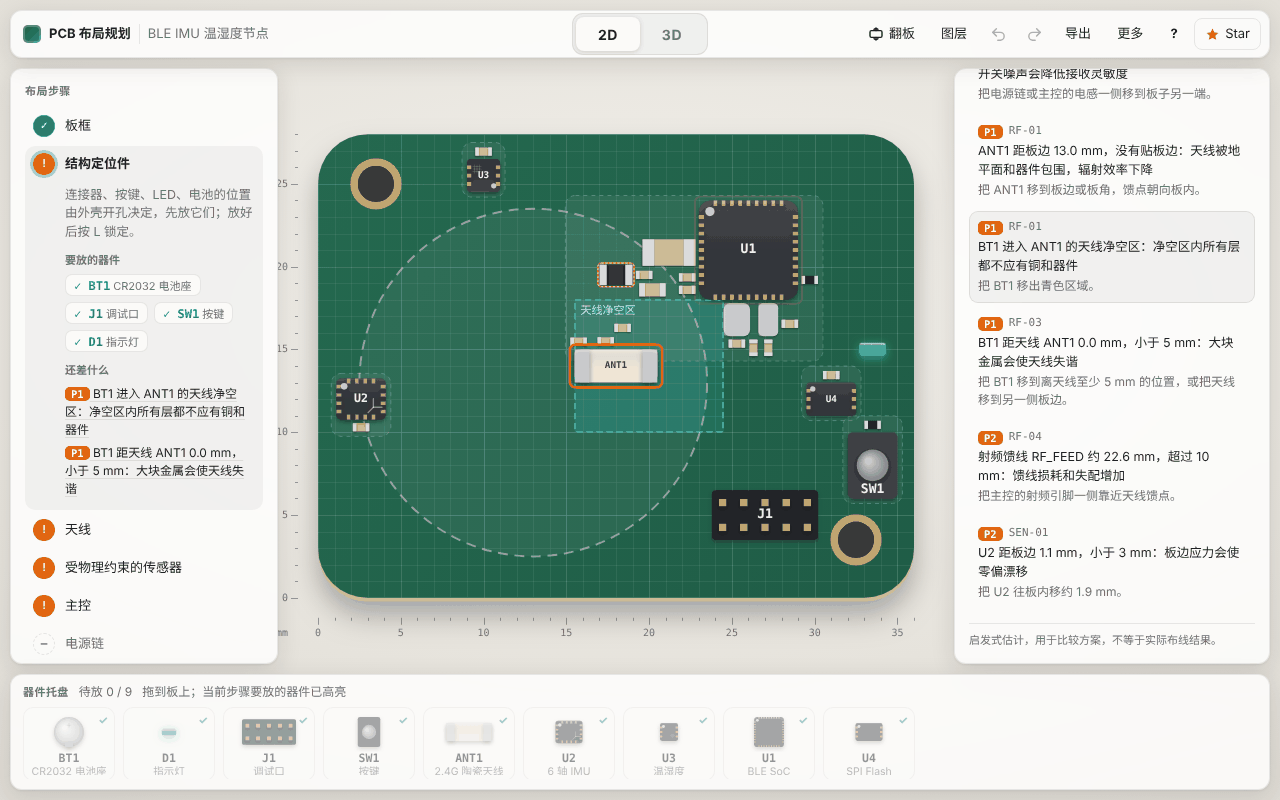 PCB 布局规划
BLE IMU 温湿度节点
2D
3D
翻板
图层
导出
更多
?
Star
布局步骤
板框
结构定位件
连接器、按键、LED、电池的位置
由外壳开孔决定，先放它们；放好
后按 L 锁定。
要放的器件
✓ BT1 CR2032 电池座
✓ J1 调试口
✓ SW1 按键
✓ D1 指示灯
还差什么
P1 BT1 进入 ANT1 的天线净空
区：净空区内所有层都不应有铜和
器件
P1 BT1 距天线 ANT1 0.0 mm，
小于 5 mm：大块金属会使天线失
谐
天线
受物理约束的传感器
主控
电源链
25
20
15
10
5
0
mm
0
5
10
15
20
25
30
35
U3
U1
天线净空区
ANT1
U2
U4
SW1
J1
开关噪声会降低接收灵敏度
把电源链或主控的电感一侧移到板子另一端。
P1 RF-01
ANT1 距板边 13.0 mm，没有贴板边：天线被地
平面和器件包围，辐射效率下降
把 ANT1 移到板边或板角，馈点朝向板内。
P1 RF-01
BT1 进入 ANT1 的天线净空区：净空区内所有层
都不应有铜和器件
把 BT1 移出青色区域。
P1 RF-03
BT1 距天线 ANT1 0.0 mm，小于 5 mm：大块
金属会使天线失谐
把 BT1 移到离天线至少 5 mm 的位置，或把天线
移到另一侧板边。
P2 RF-04
射频馈线 RF_FEED 约 22.6 mm，超过 10
mm：馈线损耗和失配增加
把主控的射频引脚一侧靠近天线馈点。
P2 SEN-01
U2 距板边 1.1 mm，小于 3 mm：板边应力会使
零偏漂移
把 U2 往板内移约 1.9 mm。
启发式估计，用于比较方案，不等于实际布线结果。
器件托盘 待放 0 / 9 拖到板上；当前步骤要放的器件已高亮
BT1
CR2032 电池座
D1
指示灯
J1
调试口
SW1
按键
ANT1
2.4G 陶瓷天线
U2
6 轴 IMU
U3
温湿度
U1
BLE SoC
U4
SPI Flash